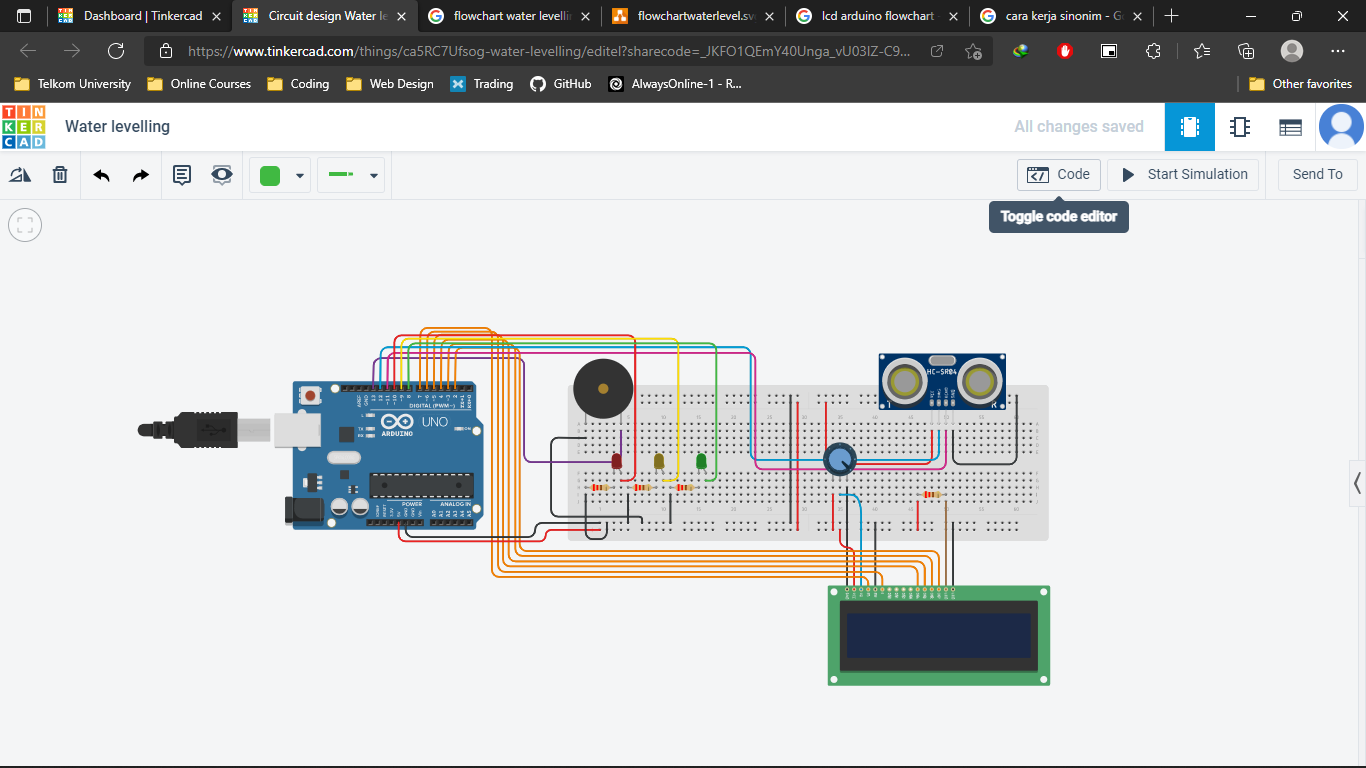 Dashboard | Tinkercad
Circuit design Water le
flowchart water levellin
flowchartwaterlevel.sv
lcd arduino flowchart -
cara kerja sinonim - G
https://www.tinkercad.com/things/ca5RC7Ufsog-water-levelling/editel?sharecode=_JKFO1QEmY40Unga_vU03IZ-C9...
Telkom University
Online Courses
Coding
Web Design
Trading
GitHub
AlwaysOnline-1 - R...
Other favorites
TIN
KER
CAD
Water levelling
All changes saved
Code
Start Simulation
Send To
Toggle code editor
HC-SR04
T
R
DIGITAL (PWM~)
UNO
ARDUINO
TX
RX
ON
POWER
ANALOG IN